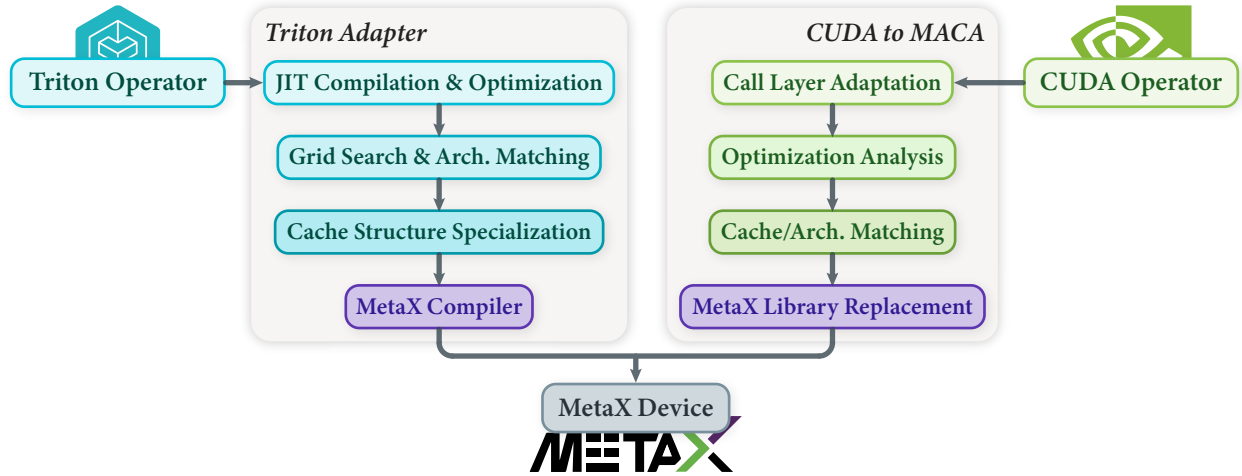 Triton Adapter
CUDA to MACA
Triton Operator
JIT Compilation & Optimization
Call Layer Adaptation
CUDA Operator
Grid Search & Arch. Matching
Optimization Analysis
Cache Structure Specialization
Cache/Arch. Matching
MetaX Compiler
MetaX Library Replacement
MetaX Device
METAX